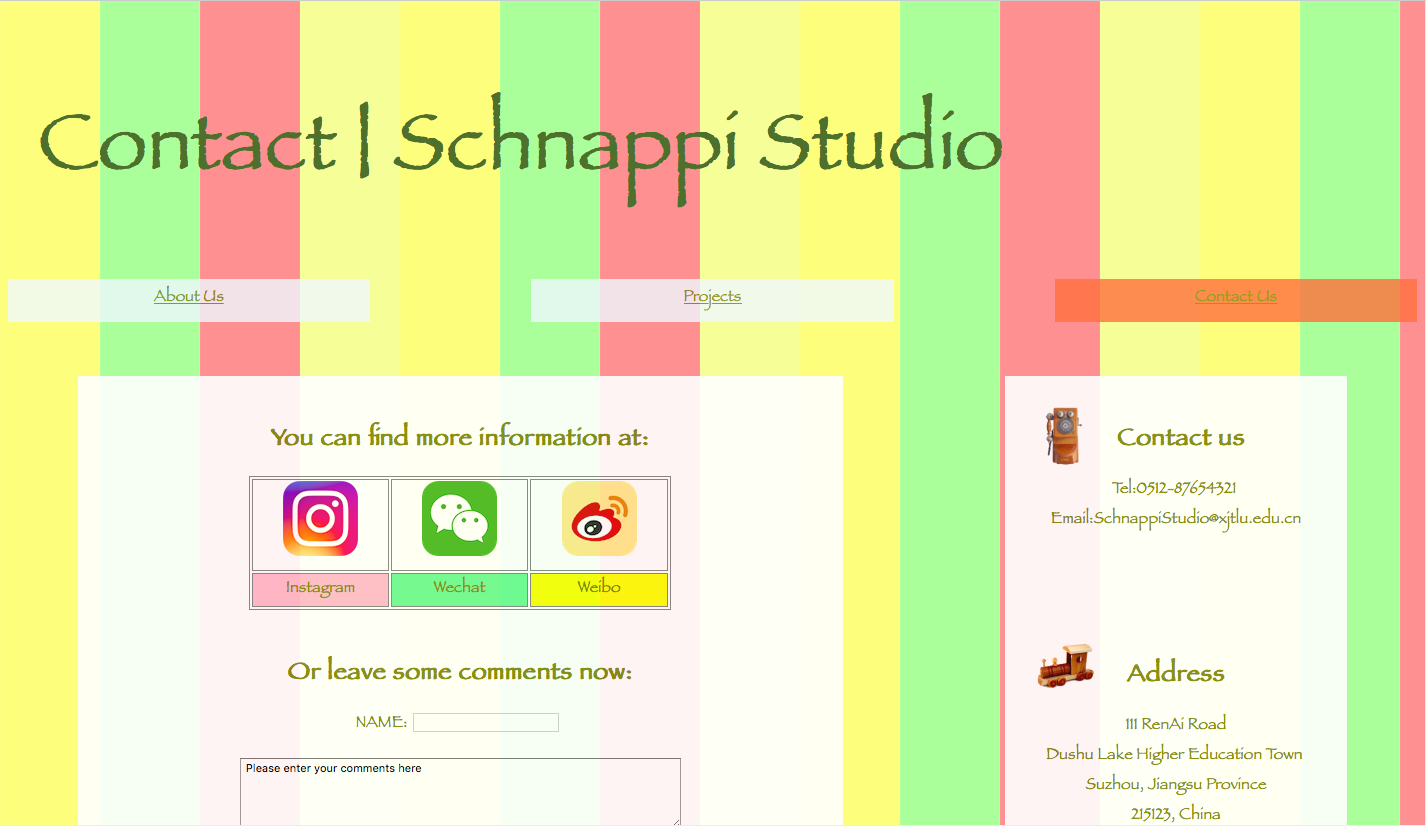 Contact | Schnappi Studio
About Us
Projects
Contact Us
You can find more information at:
Instagram
Wechat
Weibo
Or leave some comments now:
NAME:
Please enter your comments here
Contact us
Tel:0512-87654321
Email:SchnappiStudio@xjtlu.edu.cn
Address
111 RenAi Road
Dushu Lake Higher Education Town
Suzhou, Jiangsu Province
215123, China